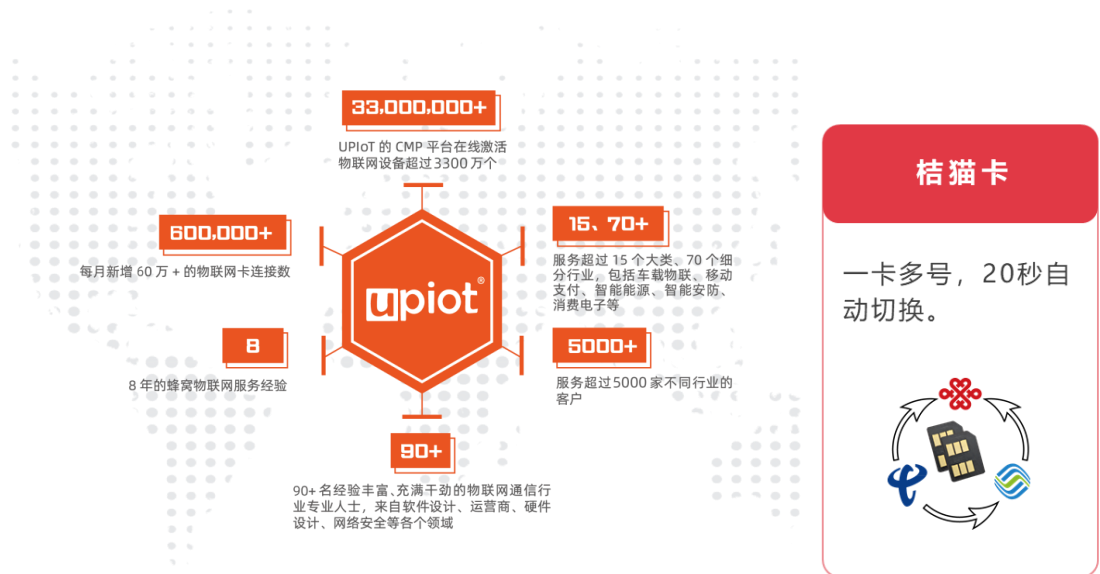 33,000,000+
UPIoT 的 CMP 平台在线激活
物联网设备超过 3300 万个
600,000+
每月新增 60 万 + 的物联网卡连接数
15、70+
服务超过 15 个大类、70 个细
分行业，包括车载物联、移动
支付、智能能源、智能安防、
消费电子等
upiot®
8
8 年的蜂窝物联网服务经验
5000+
服务超过5000 家不同行业的
客户
90+
90+ 名经验丰富、充满干劲的物联网通信行
业专业人士，来自软件设计、运营商、硬件
设计、网络安全等各个领域
桔猫卡
一卡多号，20秒自
动切换。